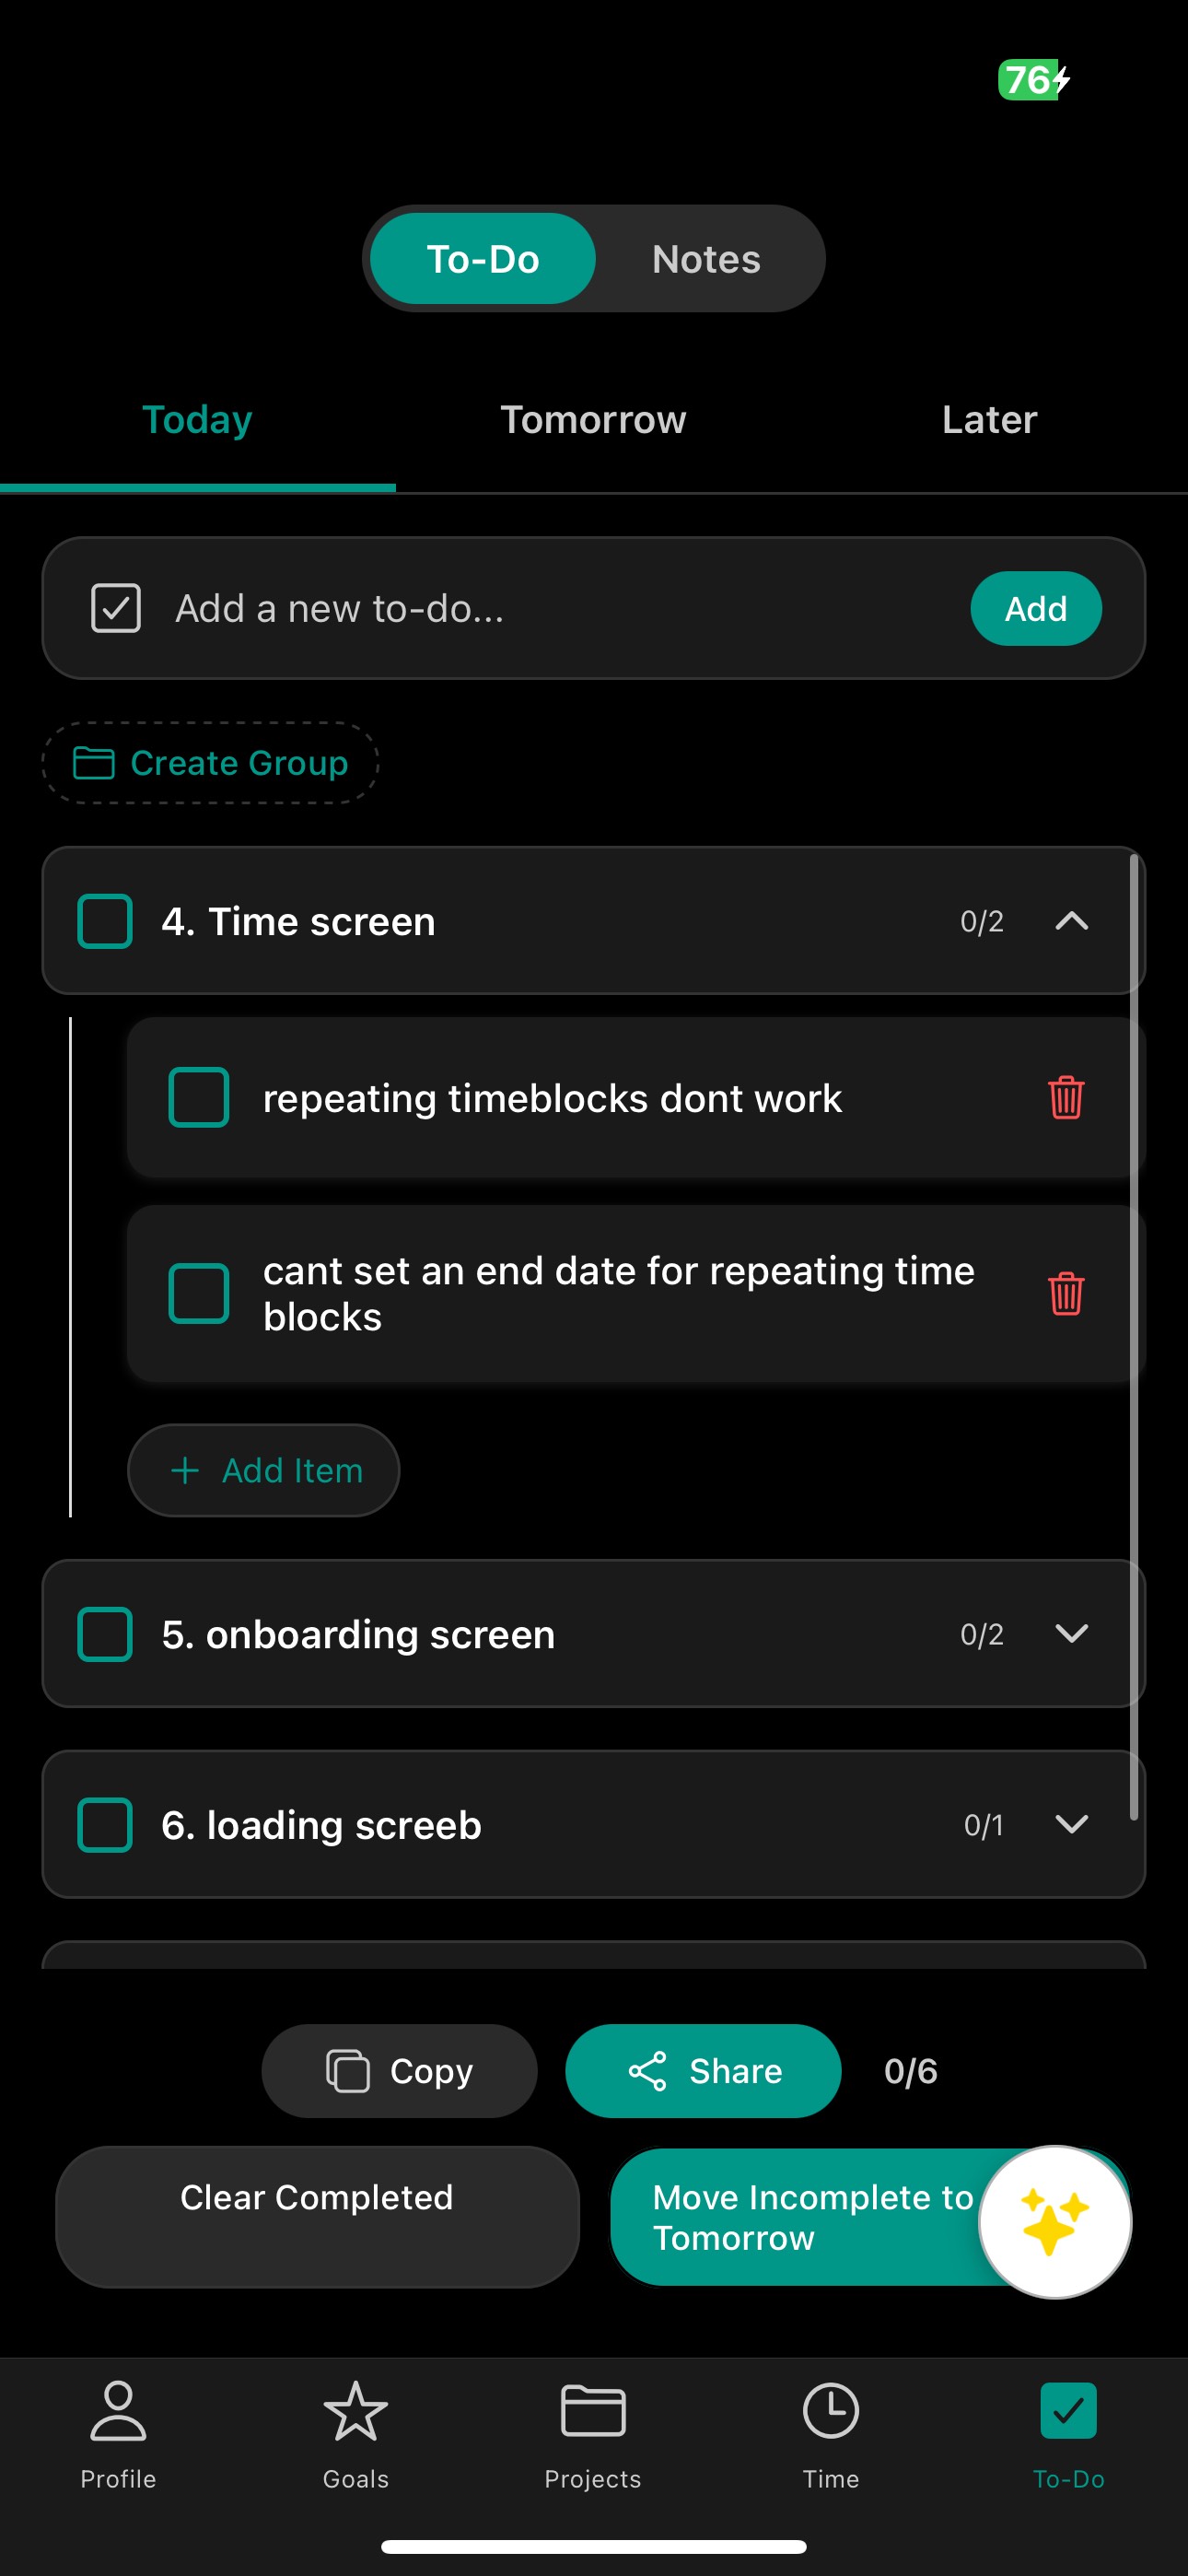 76
To-Do
Notes
Today
Tomorrow
Later
Add a new to-do...
Add
Create Group
4. Time screen
0/2
repeating timeblocks dont work
cant set an end date for repeating time
blocks
+ Add Item
5. onboarding screen
0/2
6. loading screeb
0/1
Copy
Share
0/6
Clear Completed
Move Incomplete to
Tomorrow
Profile
Goals
Projects
Time
To-Do